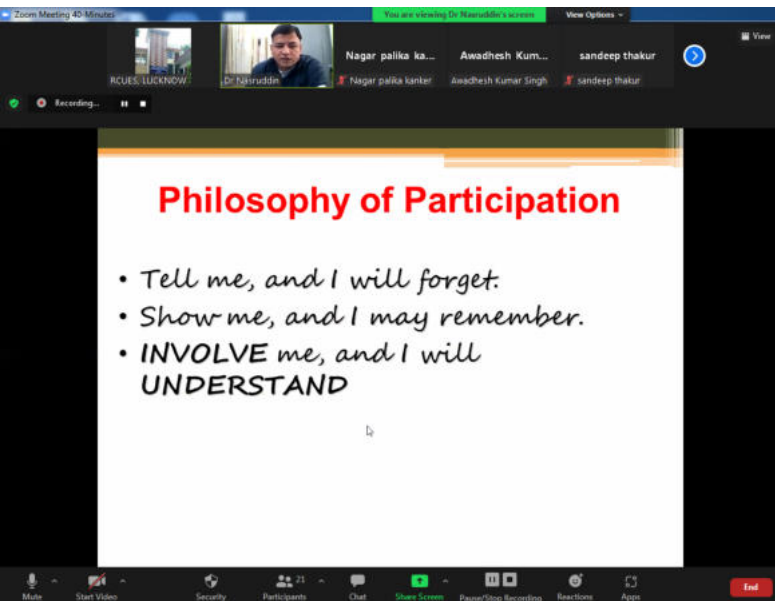 Zoom Meeting 40-Minutes
You are viewing Dr Nasruddin's screen
View Options
View
Nagar palika ka...
Awadhesh Kum...
sandeep thakur
RCUES, LUCKNOW
Dr Nasruddin
Nagar palika kanker
Awadhesh Kumar Singh
sandeep thakur
Recording...
Philosophy of Participation
• Tell me, and I will forget.
• Show me, and I may remember.
• INVOLVE me, and I will
UNDERSTAND
21
Mute
Start Video
Security
Participants
Chat
Share Screen
Pause/Stop Recording
Reactions
Apps
End